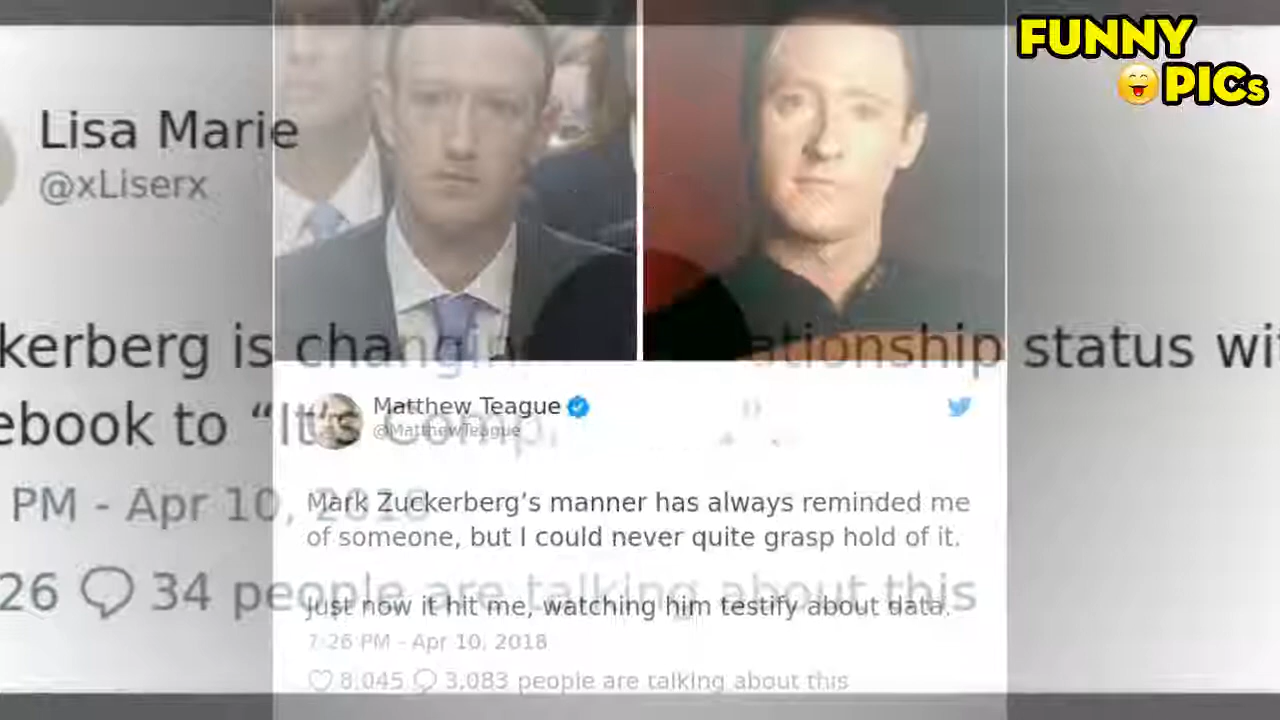 FUNNY
PICs
Lisa Marie
@xLiserx
kerberg is changin ationship status wi
ebook to “It’s Comp
PM - Apr 10, 2018
26 34 people are talking about this
Matthew Teague
@MatthewTeague
Mark Zuckerberg’s manner has always reminded me
of someone, but I could never quite grasp hold of it.
Just now it hit me, watching him testify about data.
7:26 PM - Apr 10, 2018
8,045 3,083 people are talking about this